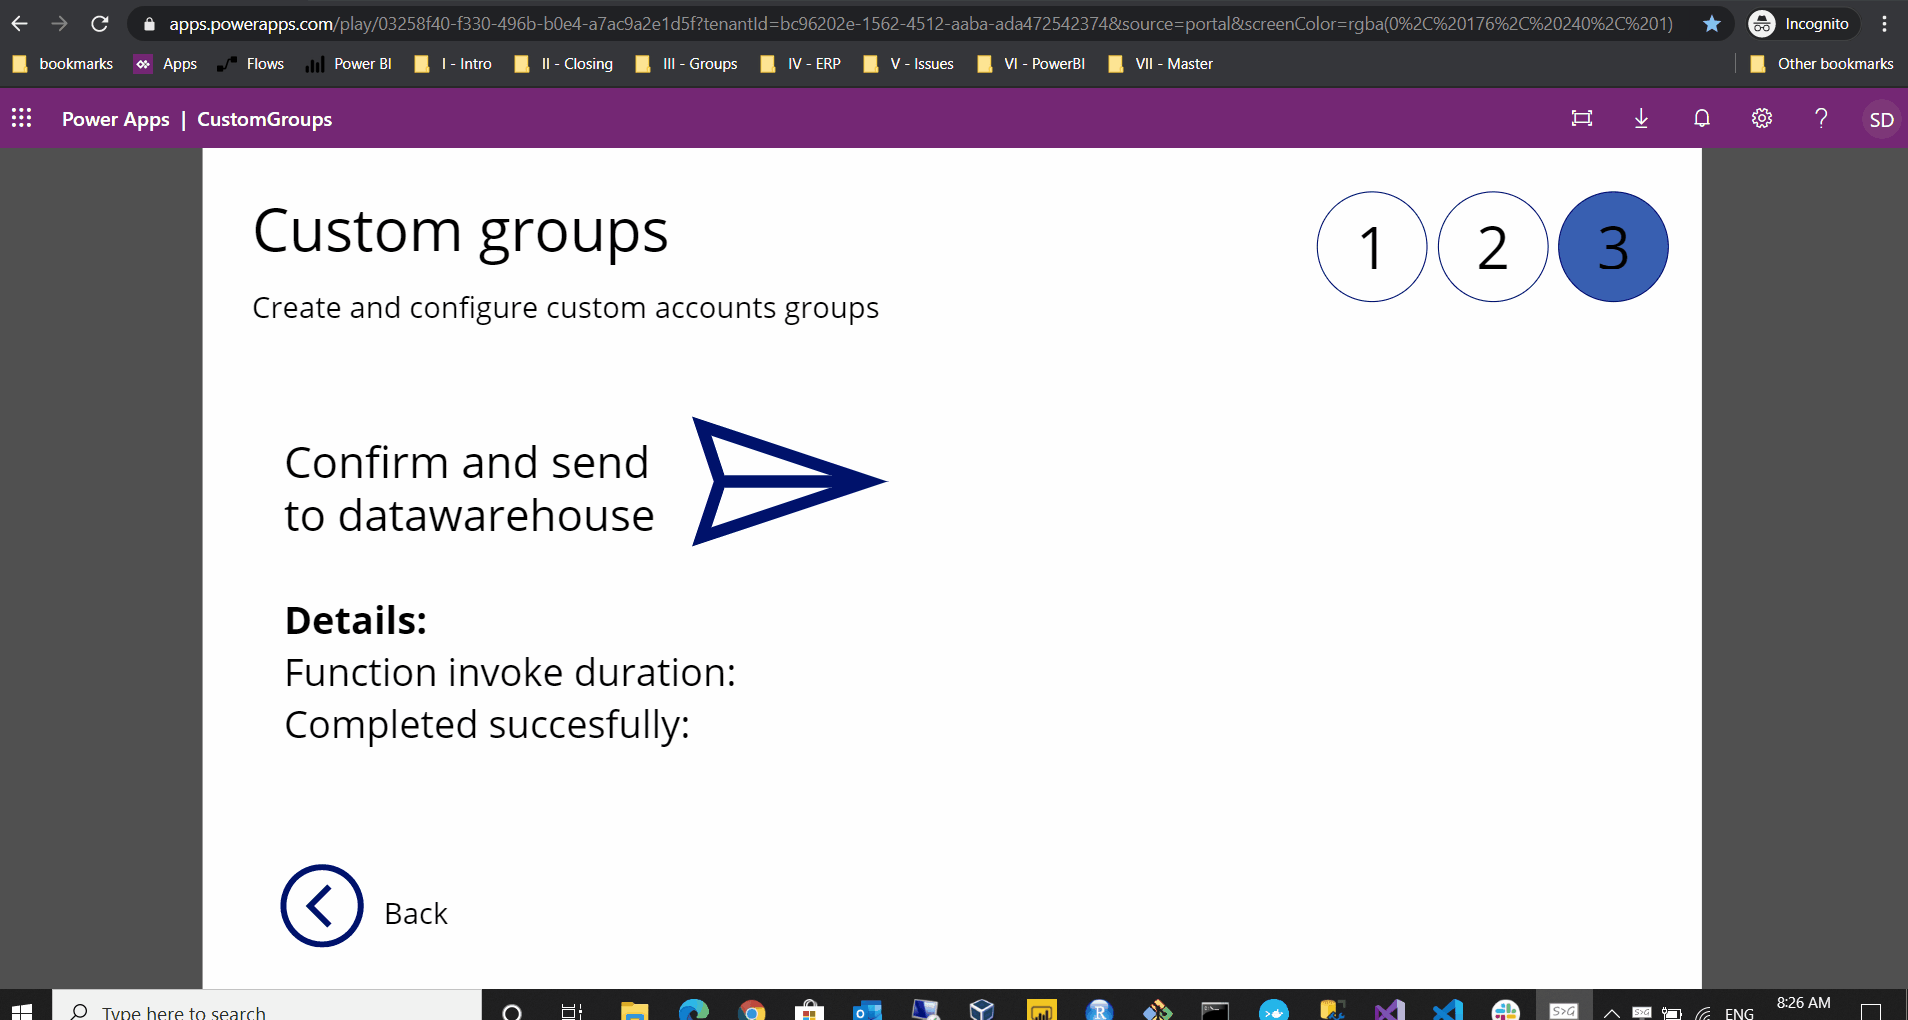 apps.powerapps.com/play/03258f40-f330-496b-b0e4-a7ac9a2e1d5f?tenantId=bc96202e-1562-4512-aaba-ada472542374&source=portal&screenColor=rgba(0%2C%20176%2C%20240%2C%201)
Incognito
bookmarks Apps Flows Power BI I - Intro II - Closing III - Groups IV - ERP V - Issues VI - PowerBI VII - Master Other bookmarks
Power Apps | CustomGroups
? SD
Custom groups
1 2 3
Create and configure custom accounts groups
Confirm and send
to datawarehouse
Details:
Function invoke duration:
Completed succesfully:
Back
Type here to search
R
S>G
S>G
ENG
8:26 AM